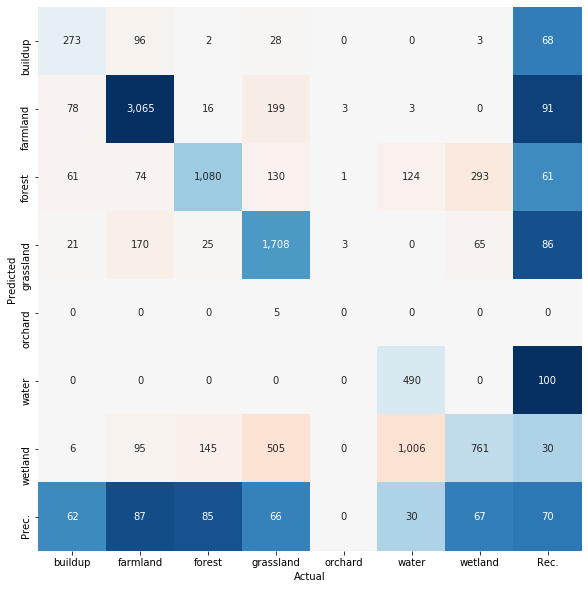 Predicted
buildup 273 96 2 28 0 0 3 68
farmland 78 3,065 16 199 3 3 0 91
forest 61 74 1,080 130 1 124 293 61
grassland 21 170 25 1,708 3 0 65 86
orchard 0 0 0 5 0 0 0 0
water 0 0 0 0 0 490 0 100
wetland 6 95 145 505 0 1,006 761 30
Prec. 62 87 85 66 0 30 67 70
buildup farmland forest grassland orchard water wetland Rec.
Actual